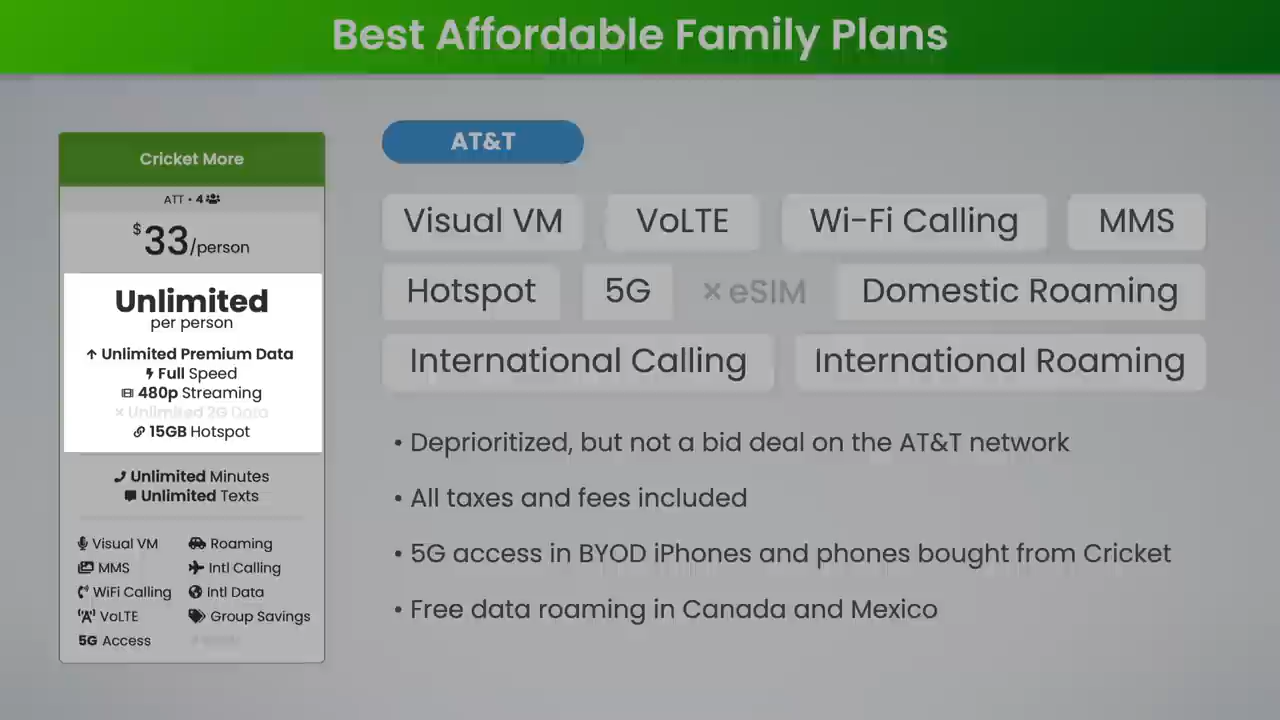 Best Affordable Family Plans
Cricket More
ATT • 4
$33/person
Unlimited
per person
Unlimited Premium Data
Full Speed
480p Streaming
× Unlimited 2G Data
15GB Hotspot
Unlimited Minutes
Unlimited Texts
Visual VM
Roaming
MMS
Intl Calling
WiFi Calling
Intl Data
VoLTE
Group Savings
5G Access
AT&T
Visual VM
VoLTE
Wi-Fi Calling
MMS
Hotspot
5G
× eSIM
Domestic Roaming
International Calling
International Roaming
• Deprioritized, but not a bid deal on the AT&T network
• All taxes and fees included
• 5G access in BYOD iPhones and phones bought from Cricket
• Free data roaming in Canada and Mexico